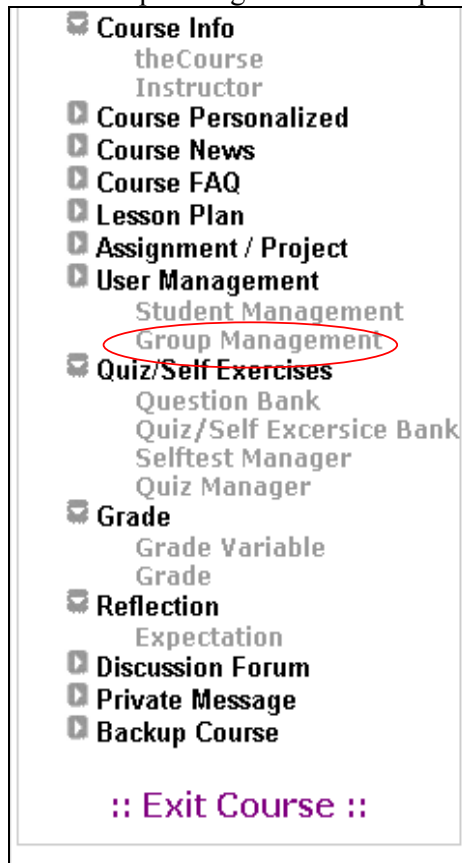 Course Info
theCourse
Instructor
Course Personalized
Course News
Course FAQ
Lesson Plan
Assignment / Project
User Management
Student Management
Group Management
Quiz/Self Exercises
Question Bank
Quiz/Self Excersice Bank
Selftest Manager
Quiz Manager
Grade
Grade Variable
Grade
Reflection
Expectation
Discussion Forum
Private Message
Backup Course
:: Exit Course ::